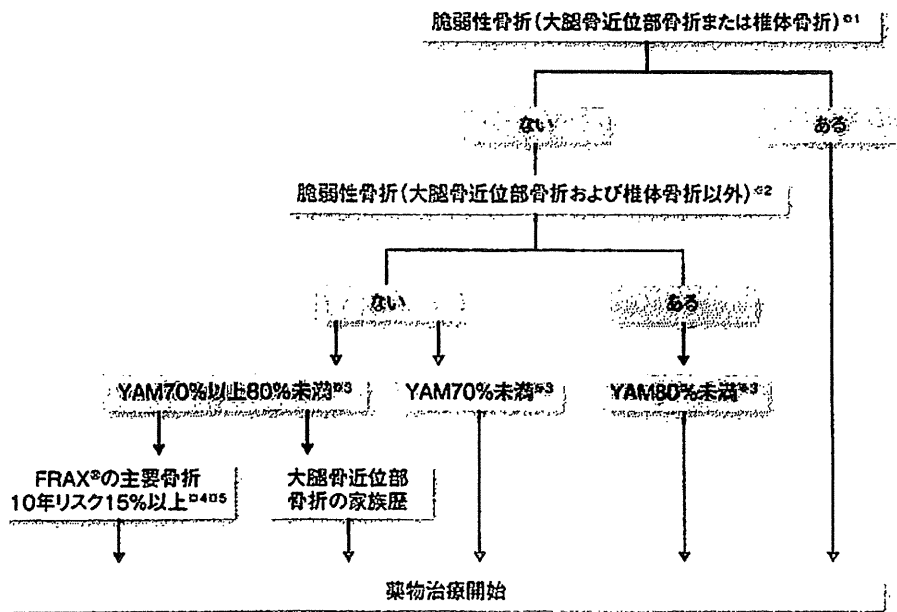 脆弱性骨折(大腿骨近位部骨折または椎体骨折)※1
ない
ある
脆弱性骨折(大腿骨近位部骨折および椎体骨折以外)※2
ない
ある
YAM70%以上80%未満※3
YAM70%未満※3
YAM80%未満※3
FRAX®の主要骨折
10年リスク15%以上※4※5
大腿骨近位部
骨折の家族歴
薬物治療開始